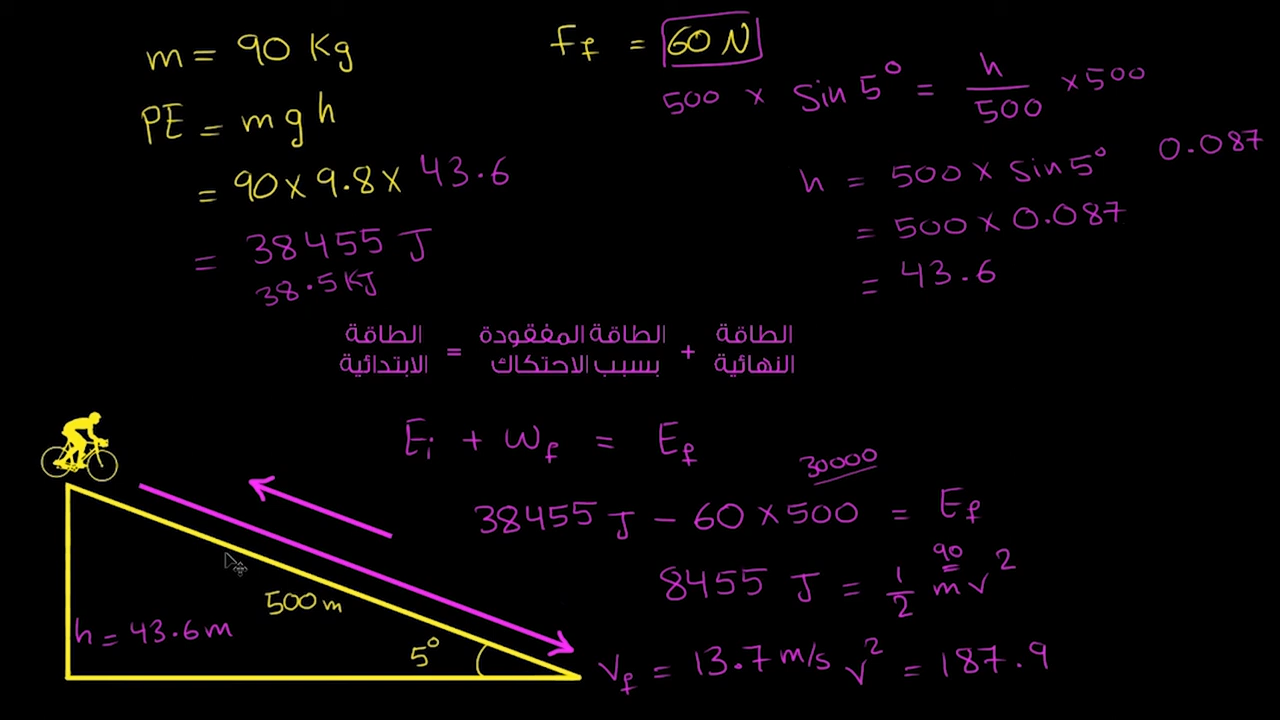 m = 90 Kg
PE = mgh
= 90 x 9.8 x 43.6
= 38455 J
38.5 KJ
Ff = 60 N
500 x Sin 5° = h/500 x 500
h = 500 x Sin 5° 0.087
= 500 x 0.087
= 43.6
الطاقة الابتدائية = الطاقة المفقودة بسبب الاحتكاك + الطاقة النهائية
Ei + wf = Ef
30000
38455 J - 60 x 500 = Ef
90
8455 J = 1/2 m v²
vf = 13.7 m/s v² = 187.9
500 m
h = 43.6 m
5°